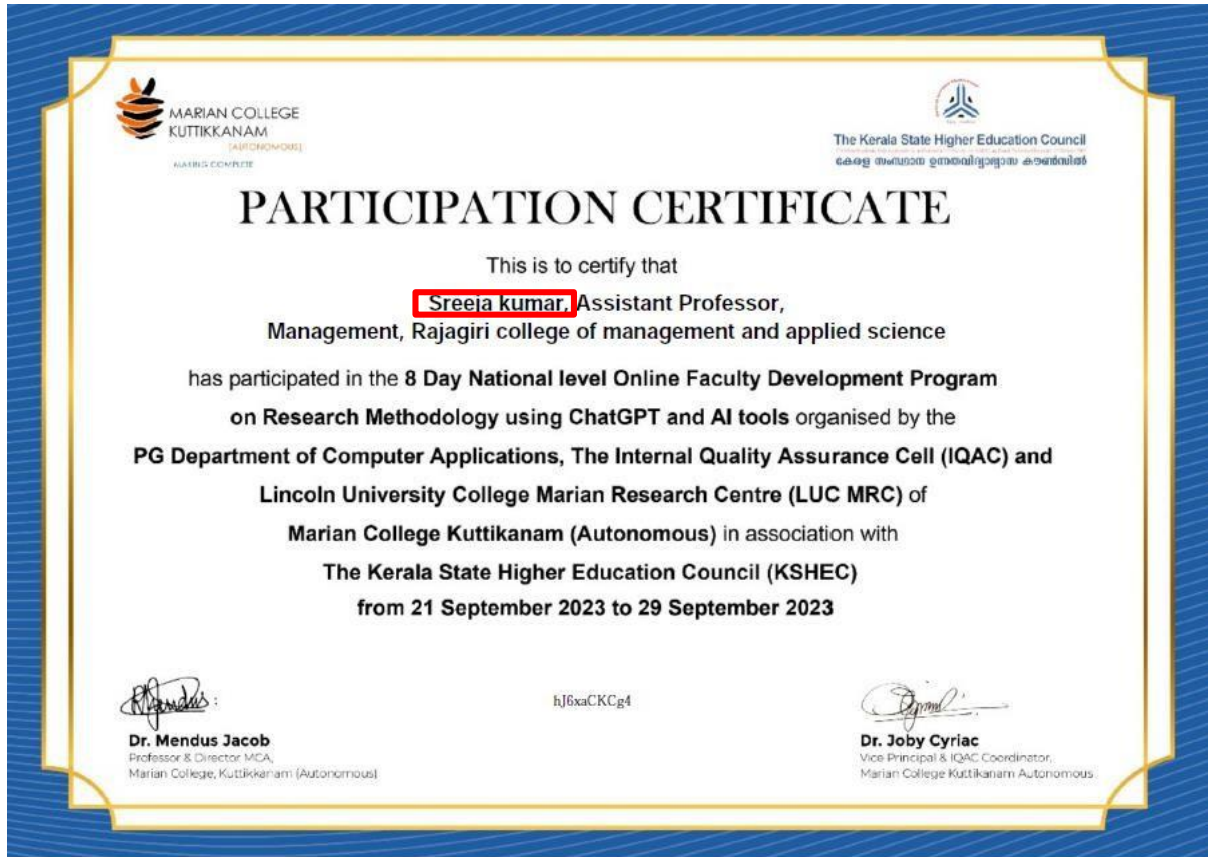 MARIAN COLLEGE
KUTTIKKANAM
(AUTONOMOUS)
MAKING COMPLETE
The Kerala State Higher Education Council
കേരള സംസ്ഥാന ഉന്നതവിദ്യാഭ്യാസ കൗൺസിൽ
PARTICIPATION CERTIFICATE
This is to certify that
Sreeja kumar, Assistant Professor,
Management, Rajagiri college of management and applied science
has participated in the 8 Day National level Online Faculty Development Program
on Research Methodology using ChatGPT and AI tools organised by the
PG Department of Computer Applications, The Internal Quality Assurance Cell (IQAC) and
Lincoln University College Marian Research Centre (LUC MRC) of
Marian College Kuttikanam (Autonomous) in association with
The Kerala State Higher Education Council (KSHEC)
from 21 September 2023 to 29 September 2023
hJ6xaCKCg4
Dr. Mendus Jacob
Professor & Director MCA,
Marian College, Kuttikkanam (Autonomous)
Dr. Joby Cyriac
Vice Principal & IQAC Coordinator,
Marian College Kuttikanam Autonomous